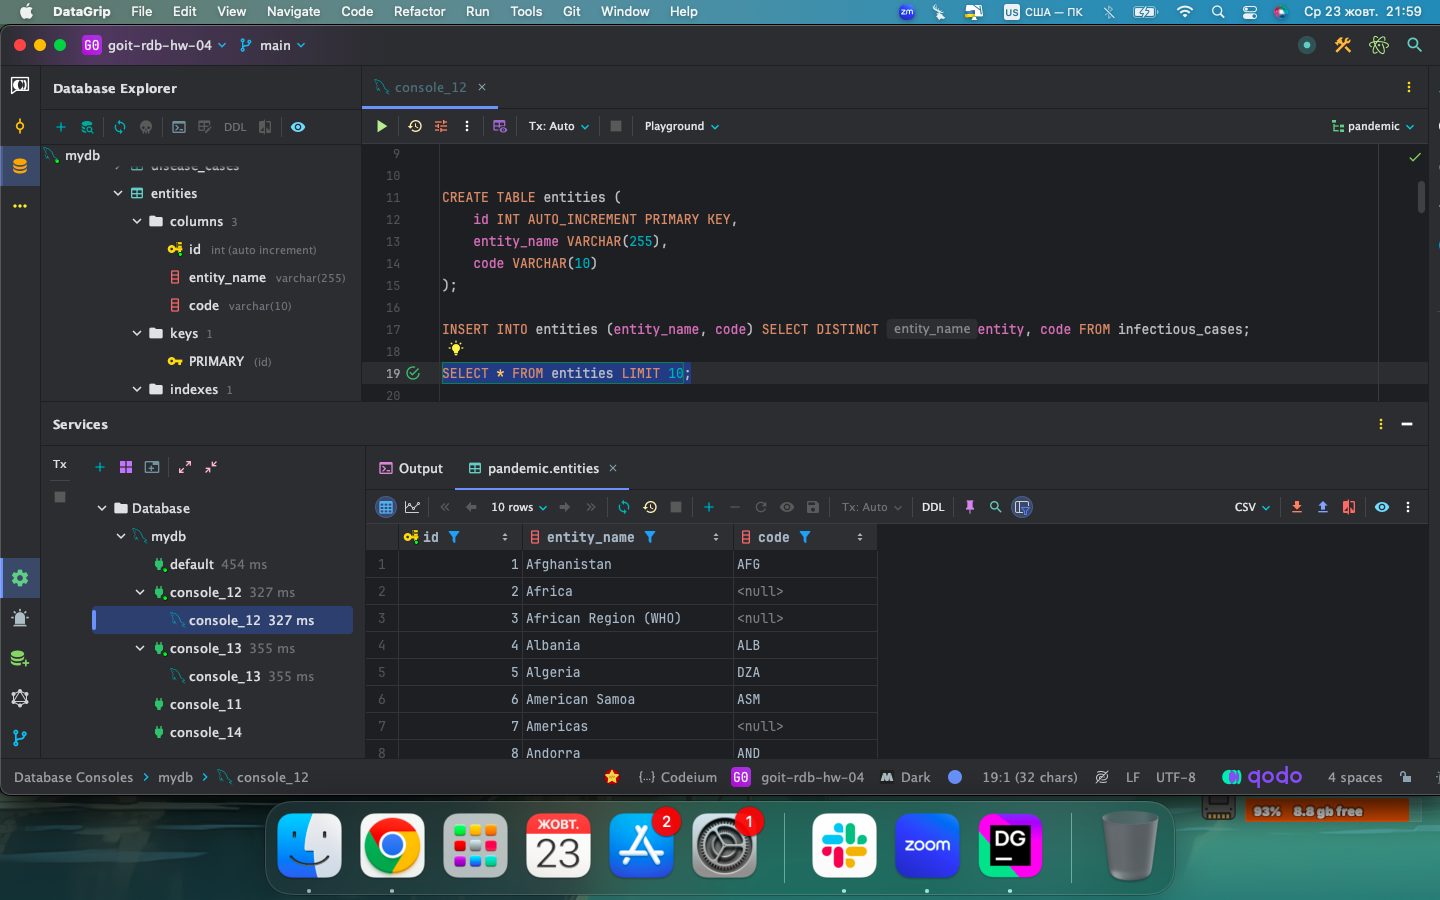 DataGrip File Edit View Navigate Code Refactor Run Tools Git Window Help zm US США — ПК Ср 23 жовт. 21:59
GO goit-rdb-hw-04 main
Database Explorer
console_12
DDL
Tx: Auto Playground pandemic
mydb
disease_cases
entities
columns 3
id int (auto increment)
entity_name varchar(255)
code varchar(10)
keys 1
PRIMARY (id)
indexes 1
9
10
11 CREATE TABLE entities (
12 id INT AUTO_INCREMENT PRIMARY KEY,
13 entity_name VARCHAR(255),
14 code VARCHAR(10)
15 );
16
17 INSERT INTO entities (entity_name, code) SELECT DISTINCT entity_name entity, code FROM infectious_cases;
18
19 SELECT * FROM entities LIMIT 10;
20
Services
Tx
Database
mydb
default 454 ms
console_12 327 ms
console_12 327 ms
console_13 355 ms
console_13 355 ms
console_11
console_14
Output pandemic.entities
10 rows Tx: Auto DDL CSV
id entity_name code
1 1 Afghanistan AFG
2 2 Africa <null>
3 3 African Region (WHO) <null>
4 4 Albania ALB
5 5 Algeria DZA
6 6 American Samoa ASM
7 7 Americas <null>
8 8 Andorra AND
Database Consoles mydb console_12 {...} Codeium GO goit-rdb-hw-04 Dark 19:1 (32 chars) LF UTF-8 qodo 4 spaces
93% 8.8 gb free
ЖОВТ.
23
2
1
zoom
DG